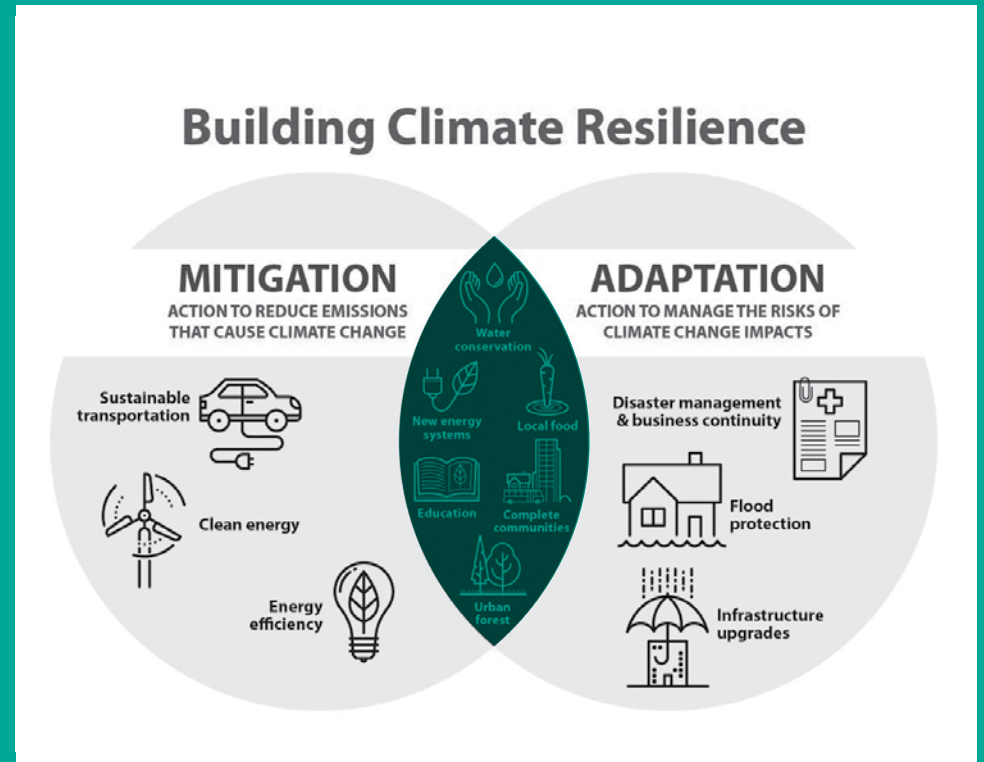 Building Climate Resilience
MITIGATION
ACTION TO REDUCE EMISSIONS
THAT CAUSE CLIMATE CHANGE
Sustainable
transportation
Clean energy
Energy
efficiency
Water
conservation
New energy
systems
Local food
Education
Complete
communities
Urban
forest
ADAPTATION
ACTION TO MANAGE THE RISKS OF
CLIMATE CHANGE IMPACTS
Disaster management
& business continuity
Flood
protection
Infrastructure
upgrades